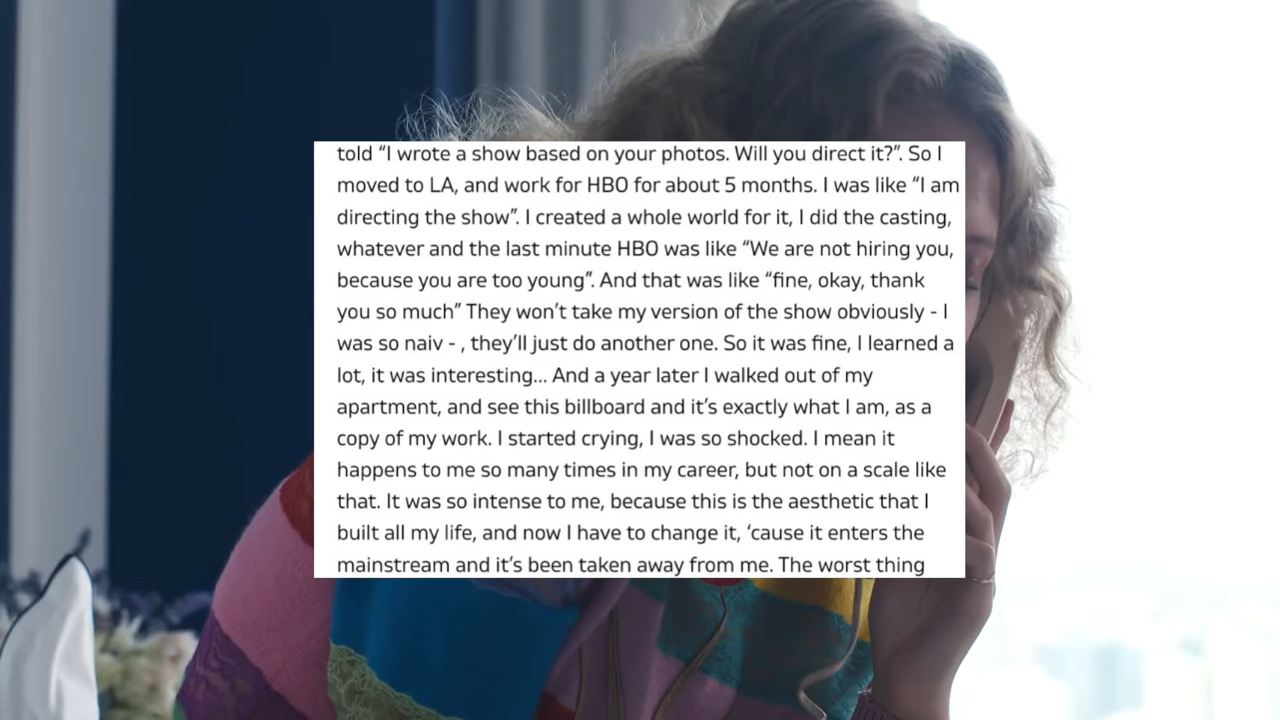 told “I wrote a show based on your photos. Will you direct it?”. So I
moved to LA, and work for HBO for about 5 months. I was like “I am
directing the show”. I created a whole world for it, I did the casting,
whatever and the last minute HBO was like “We are not hiring you,
because you are too young”. And that was like “fine, okay, thank
you so much” They won’t take my version of the show obviously - I
was so naiv - , they’ll just do another one. So it was fine, I learned a
lot, it was interesting... And a year later I walked out of my
apartment, and see this billboard and it’s exactly what I am, as a
copy of my work. I started crying, I was so shocked. I mean it
happens to me so many times in my career, but not on a scale like
that. It was so intense to me, because this is the aesthetic that I
built all my life, and now I have to change it, ‘cause it enters the
mainstream and it’s been taken away from me. The worst thing